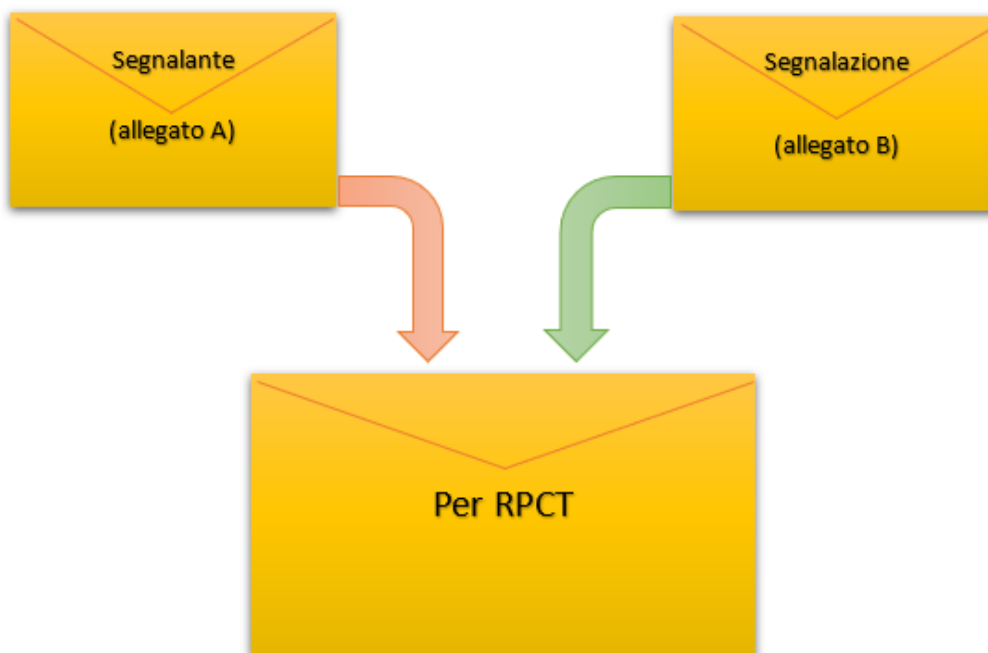 Segnalante
(allegato A)
Segnalazione
(allegato B)
Per RPCT